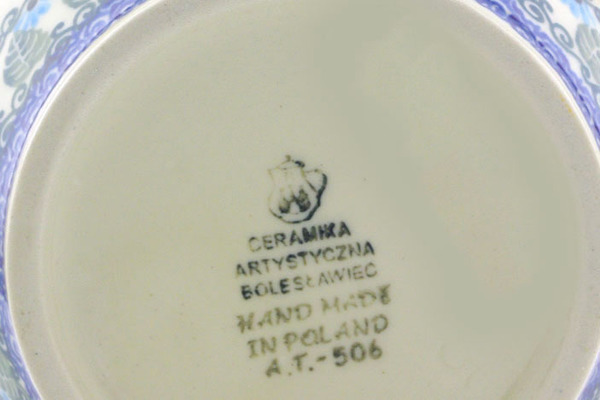 CERAMIKA
ARTYSTYCZNA
BOLESŁAWIEC
HAND MADE
IN POLAND
A.T.-506